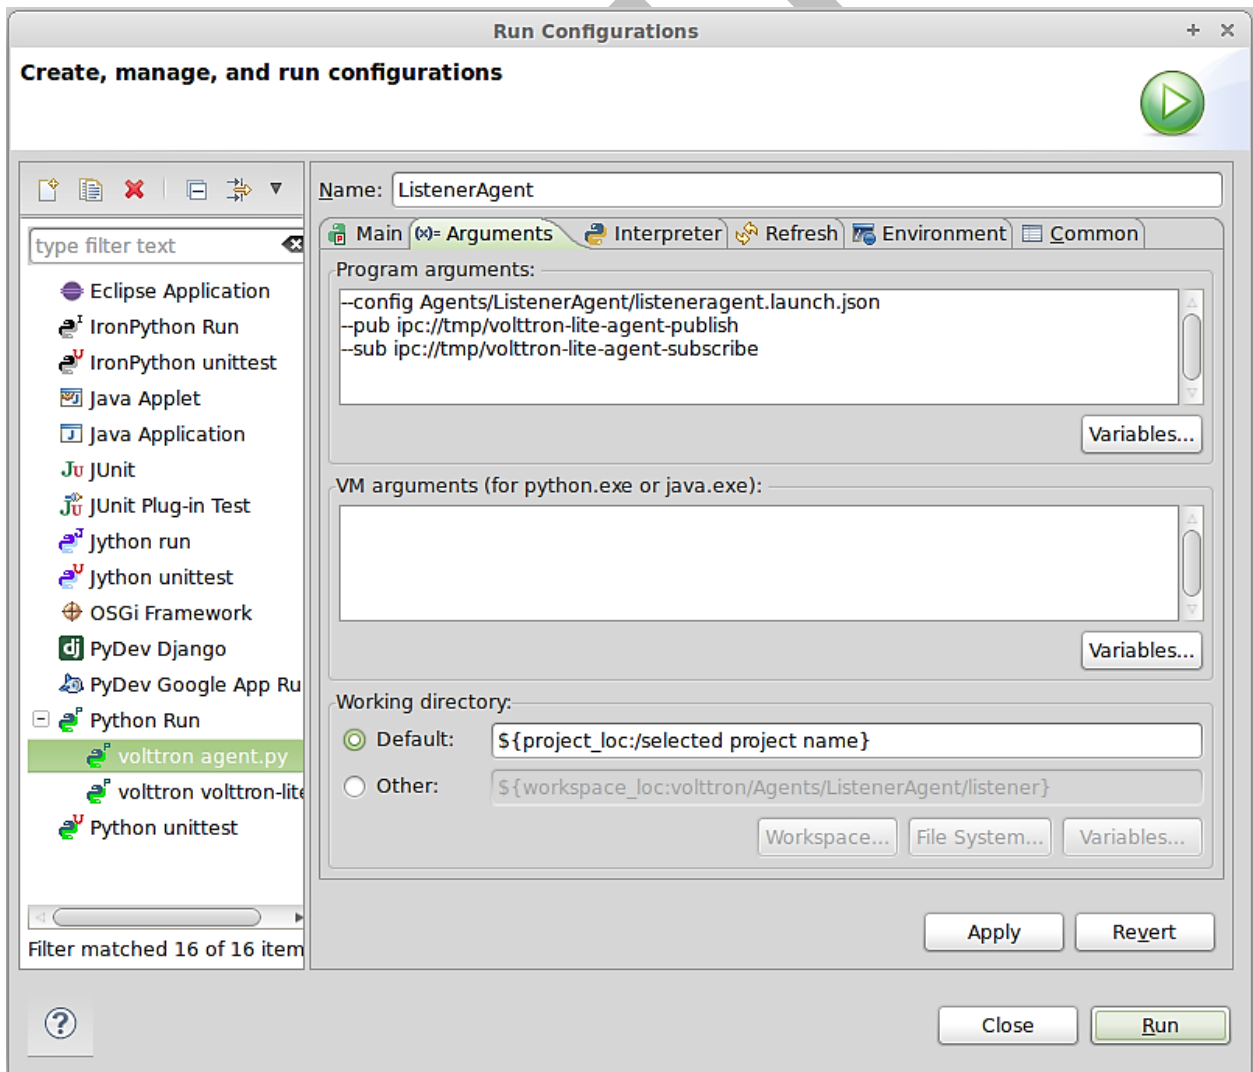 Run Configurations
Create, manage, and run configurations
type filter text
Eclipse Application
IronPython Run
IronPython unittest
Java Applet
Java Application
JUnit
JUnit Plug-in Test
Jython run
Jython unittest
OSGi Framework
PyDev Django
PyDev Google App Ru
Python Run
volttron agent.py
volttron volttron-lite
Python unittest
Filter matched 16 of 16 item
Name: ListenerAgent
Main (x)= Arguments Interpreter Refresh Environment Common
Program arguments:
--config Agents/ListenerAgent/listeneragent.launch.json
--pub ipc://tmp/volttron-lite-agent-publish
--sub ipc://tmp/volttron-lite-agent-subscribe
Variables...
VM arguments (for python.exe or java.exe):
Variables...
Working directory:
Default: ${project_loc:/selected project name}
Other: ${workspace_loc:volttron/Agents/ListenerAgent/listener}
Workspace... File System... Variables...
Apply Revert
Close Run